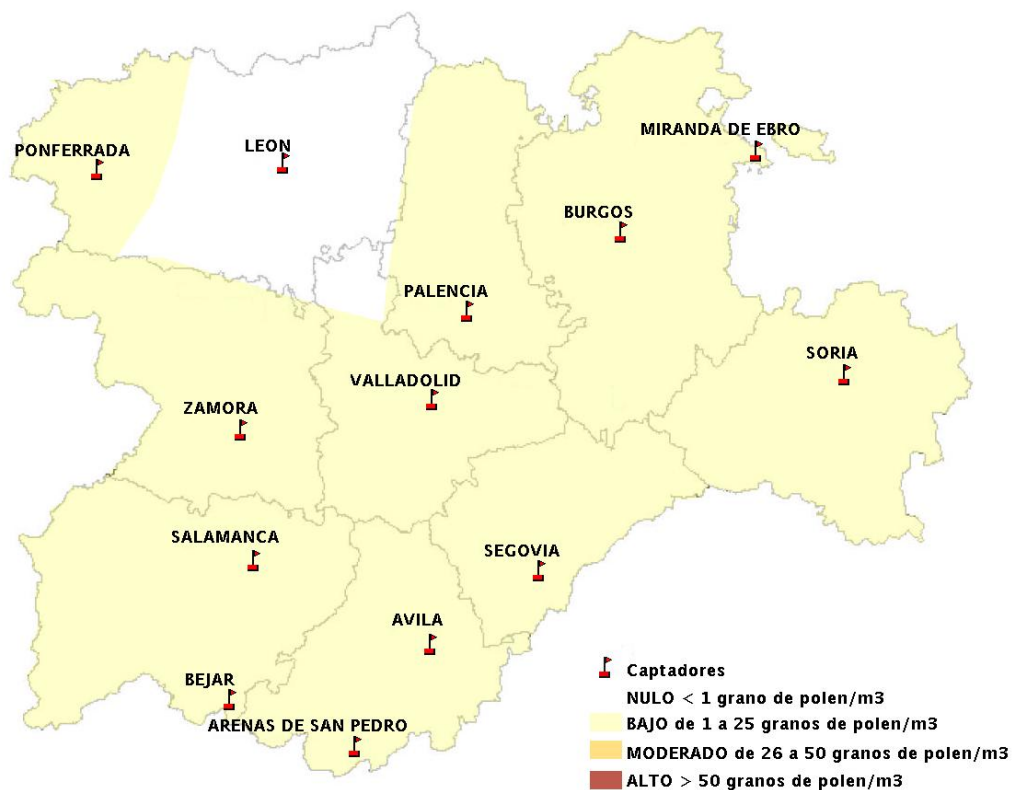 MIRANDA DE EBRO
PONFERRADA
LEON
BURGOS
PALENCIA
SORIA
VALLADOLID
ZAMORA
SALAMANCA
SEGOVIA
AVILA
BEJAR
ARENAS DE SAN PEDRO
Captadores
NULO < 1 grano de polen/m3
BAJO de 1 a 25 granos de polen/m3
MODERADO de 26 a 50 granos de polen/m3
ALTO > 50 granos de polen/m3